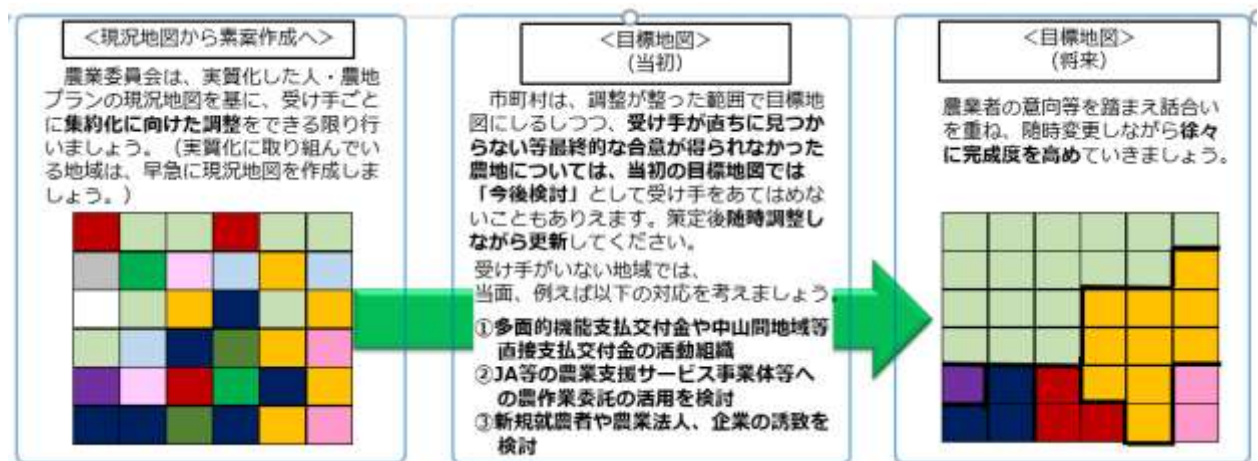 ＜現況地図から素案作成へ＞
農業委員会は、実質化した人・農地
プランの現況地図を基に、受け手ごと
に集約化に向けた調整をできる限り行
いましょう。（実質化に取り組んでい
る地域は、早急に現況地図を作成しま
しょう。）
＜目標地図＞
（当初）
市町村は、調整が整った範囲で目標地
図にしるしつつ、受け手が直ちに見つか
らない等最終的な合意が得られなかった
農地については、当初の目標地図では
「今後検討」として受け手をあてはめな
いこともありえます。策定後随時調整し
ながら更新してください。
受け手がいない地域では、
当面、例えば以下の対応を考えましょう。
①多面的機能支払交付金や中山間地域等
直接支払交付金の活動組織
②JA等の農業支援サービス事業体等へ
の農作業委託の活用を検討
③新規就農者や農業法人、企業の誘致を
検討
＜目標地図＞
（将来）
農業者の意向等を踏まえ話合い
を重ね、随時変更しながら徐々
に完成度を高めていきましょう。